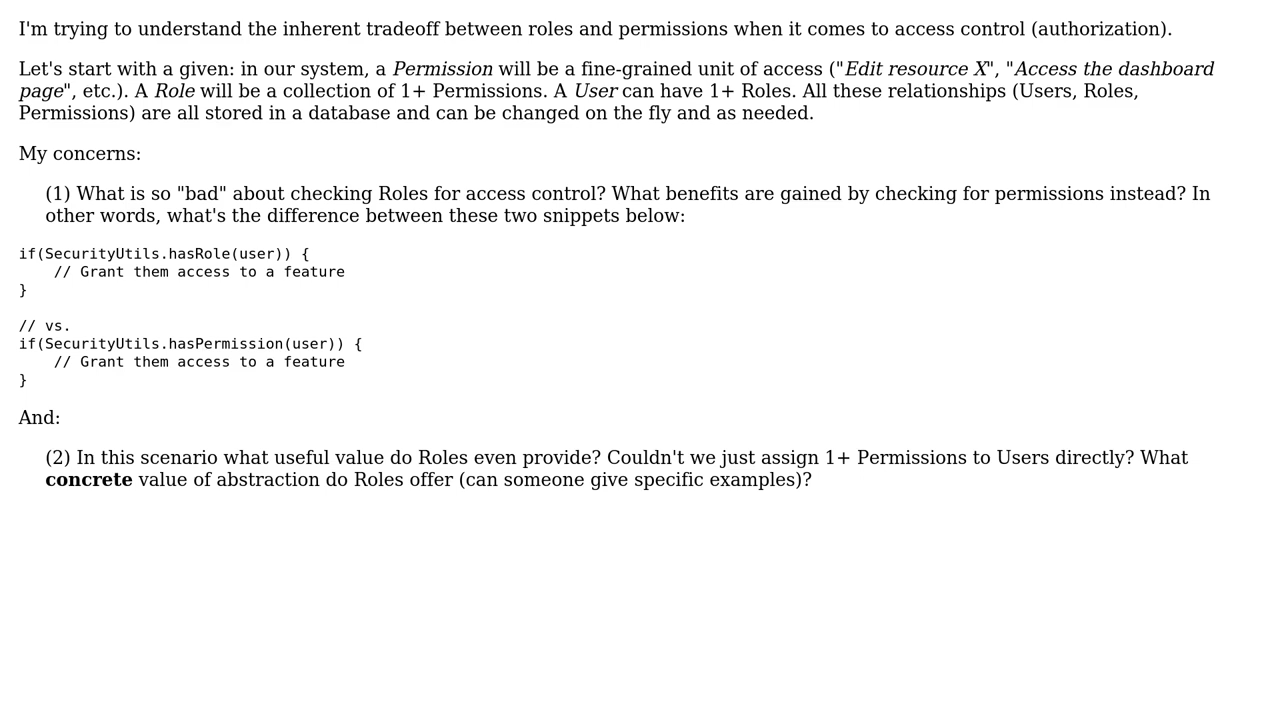 I'm trying to understand the inherent tradeoff between roles and permissions when it comes to access control (authorization).
Let's start with a given: in our system, a Permission will be a fine-grained unit of access ("Edit resource X", "Access the dashboard
page", etc.). A Role will be a collection of 1+ Permissions. A User can have 1+ Roles. All these relationships (Users, Roles,
Permissions) are all stored in a database and can be changed on the fly and as needed.
My concerns:
(1) What is so "bad" about checking Roles for access control? What benefits are gained by checking for permissions instead? In
other words, what's the difference between these two snippets below:
if(SecurityUtils.hasRole(user)) {
    // Grant them access to a feature
}
// vs.
if(SecurityUtils.hasPermission(user)) {
    // Grant them access to a feature
}
And:
(2) In this scenario what useful value do Roles even provide? Couldn't we just assign 1+ Permissions to Users directly? What
concrete value of abstraction do Roles offer (can someone give specific examples)?